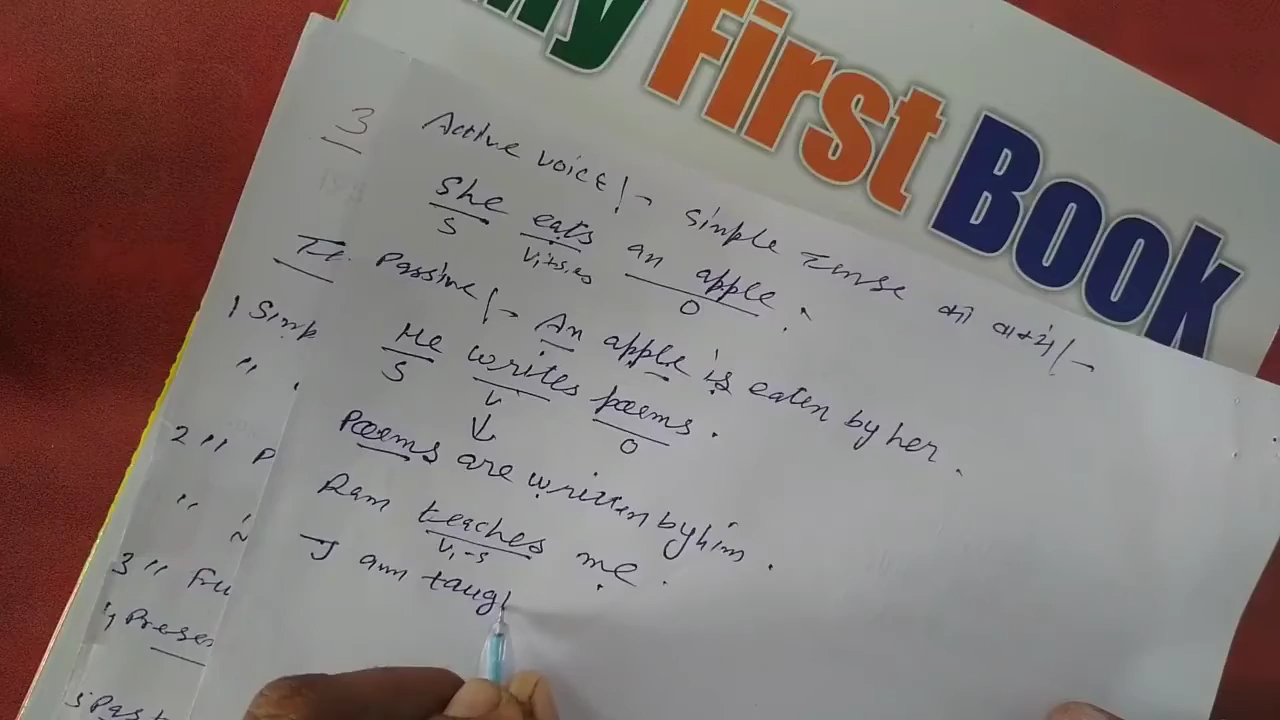 My First Book
3 Active voice!- Simple Tense का वाक्य!-
She eats an apple.
S V1+s,es O
Te. Passive!- An apple is eaten by her.
He writes poems.
S V O
Poems are written by him.
Ram teaches me.
V1-s
I am taugh
1 Simp
" ,
2 " P
" ,
3 " Fu
4 Presen
5 Past